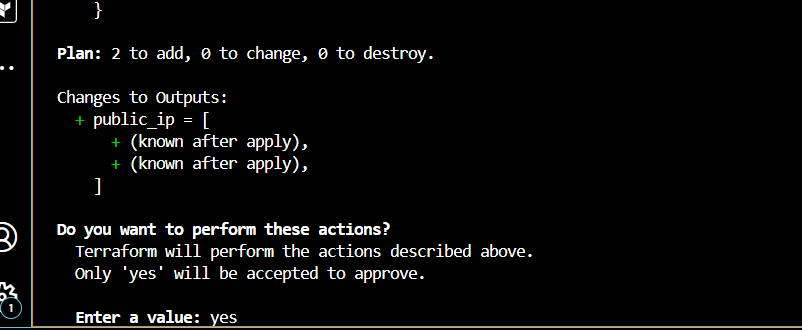 }
Plan: 2 to add, 0 to change, 0 to destroy.
Changes to Outputs:
+ public_ip = [
+ (known after apply),
+ (known after apply),
]
Do you want to perform these actions?
Terraform will perform the actions described above.
Only 'yes' will be accepted to approve.
Enter a value: yes
1